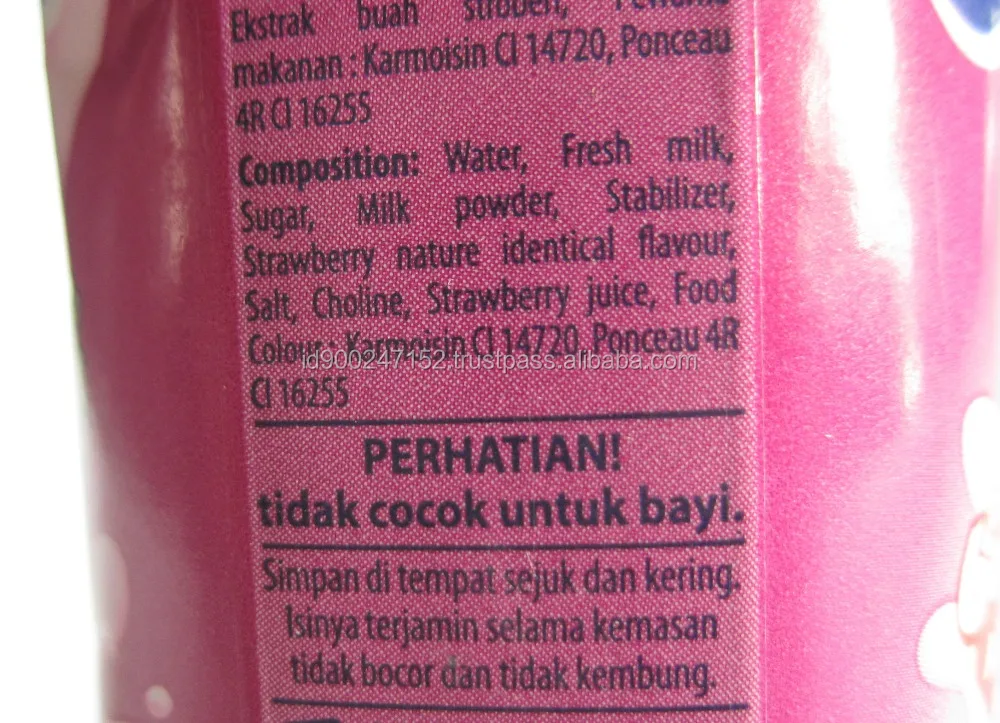 Ekstrak buah stroberi, Pewarna
makanan : Karmoisin CI 14720, Ponceau
4R CI 16255
Composition: Water, Fresh milk,
Sugar, Milk powder, Stabilizer,
Strawberry nature identical flavour,
Salt, Choline, Strawberry juice, Food
Colour : Karmoisin CI 14720, Ponceau 4R
id900247152.trustpass.alibaba.com
CI 16255
PERHATIAN!
tidak cocok untuk bayi.
Simpan di tempat sejuk dan kering.
Isinya terjamin selama kemasan
tidak bocor dan tidak kembung.